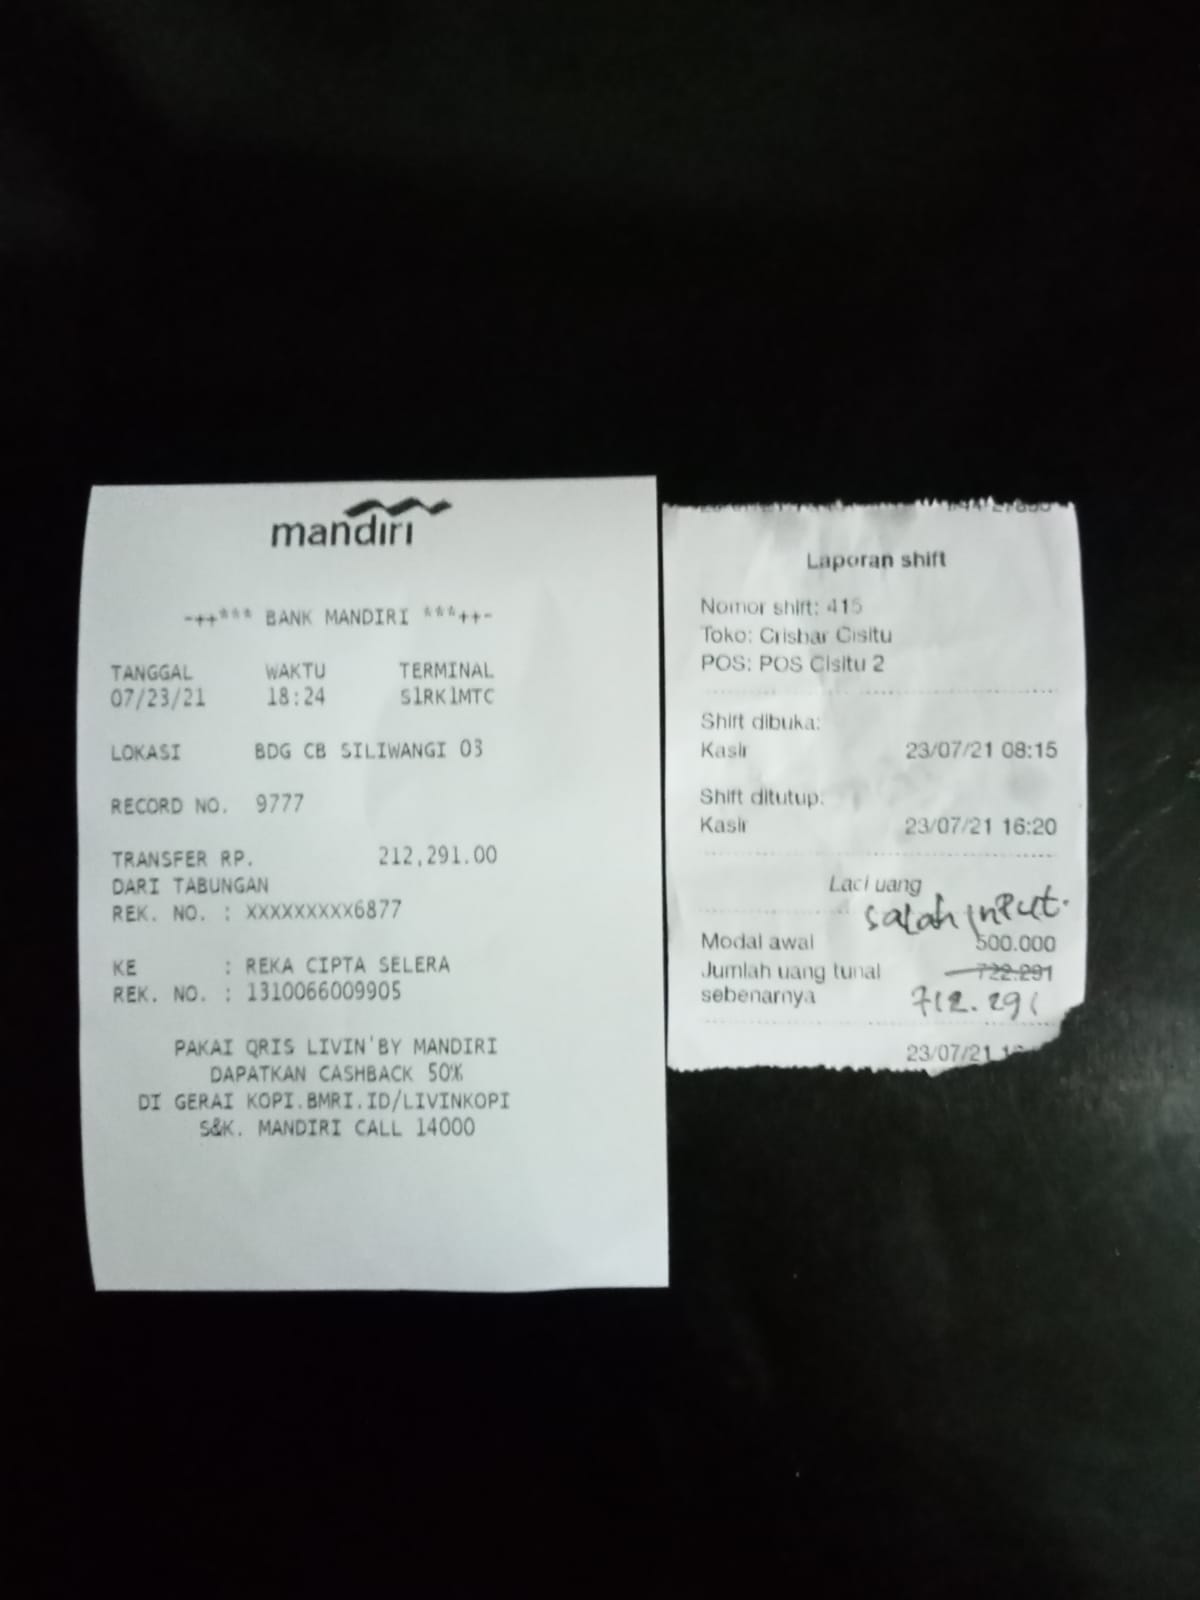 mandiri
-++*** BANK MANDIRI ***++-
TANGGAL WAKTU TERMINAL
07/23/21 18:24 S1RK1MTC
LOKASI BDG CB SILIWANGI 03
RECORD NO. 9777
TRANSFER RP. 212,291.00
DARI TABUNGAN
REK. NO. : XXXXXXXXX6877
KE : REKA CIPTA SELERA
REK. NO. : 1310066009905
PAKAI QRIS LIVIN'BY MANDIRI
DAPATKAN CASHBACK 50%
DI GERAI KOPI.BMRI.ID/LIVINKOPI
S&K. MANDIRI CALL 14000
Laporan shift
Nomor shift: 415
Toko: Crisbar Cisitu
POS: POS Cisitu 2
Shift dibuka:
Kasir 23/07/21 08:15
Shift ditutup:
Kasir 23/07/21 16:20
Laci uang
salah input.
Modal awal 500.000
Jumlah uang tunai 722.291
sebenarnya 712.291
23/07/21